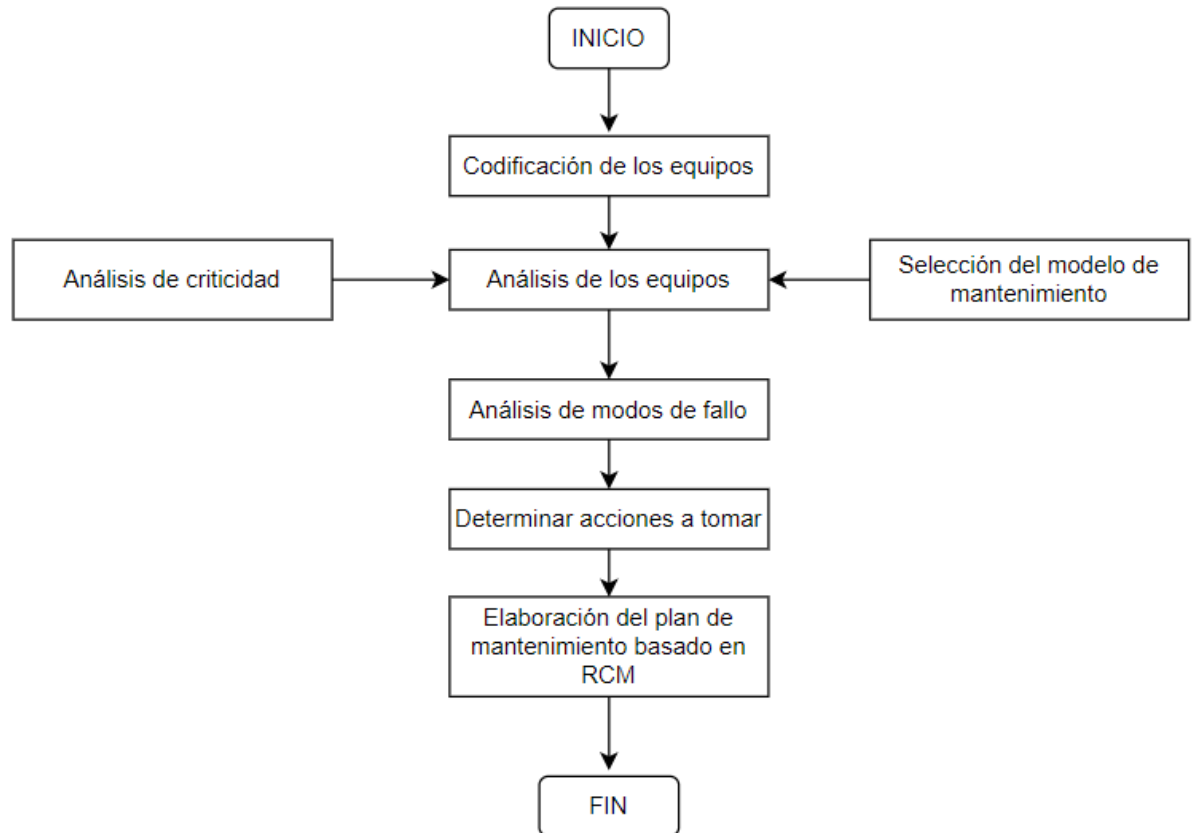 INICIO
Codificación de los equipos
Análisis de criticidad
Análisis de los equipos
Selección del modelo de
mantenimiento
Análisis de modos de fallo
Determinar acciones a tomar
Elaboración del plan de
mantenimiento basado en
RCM
FIN